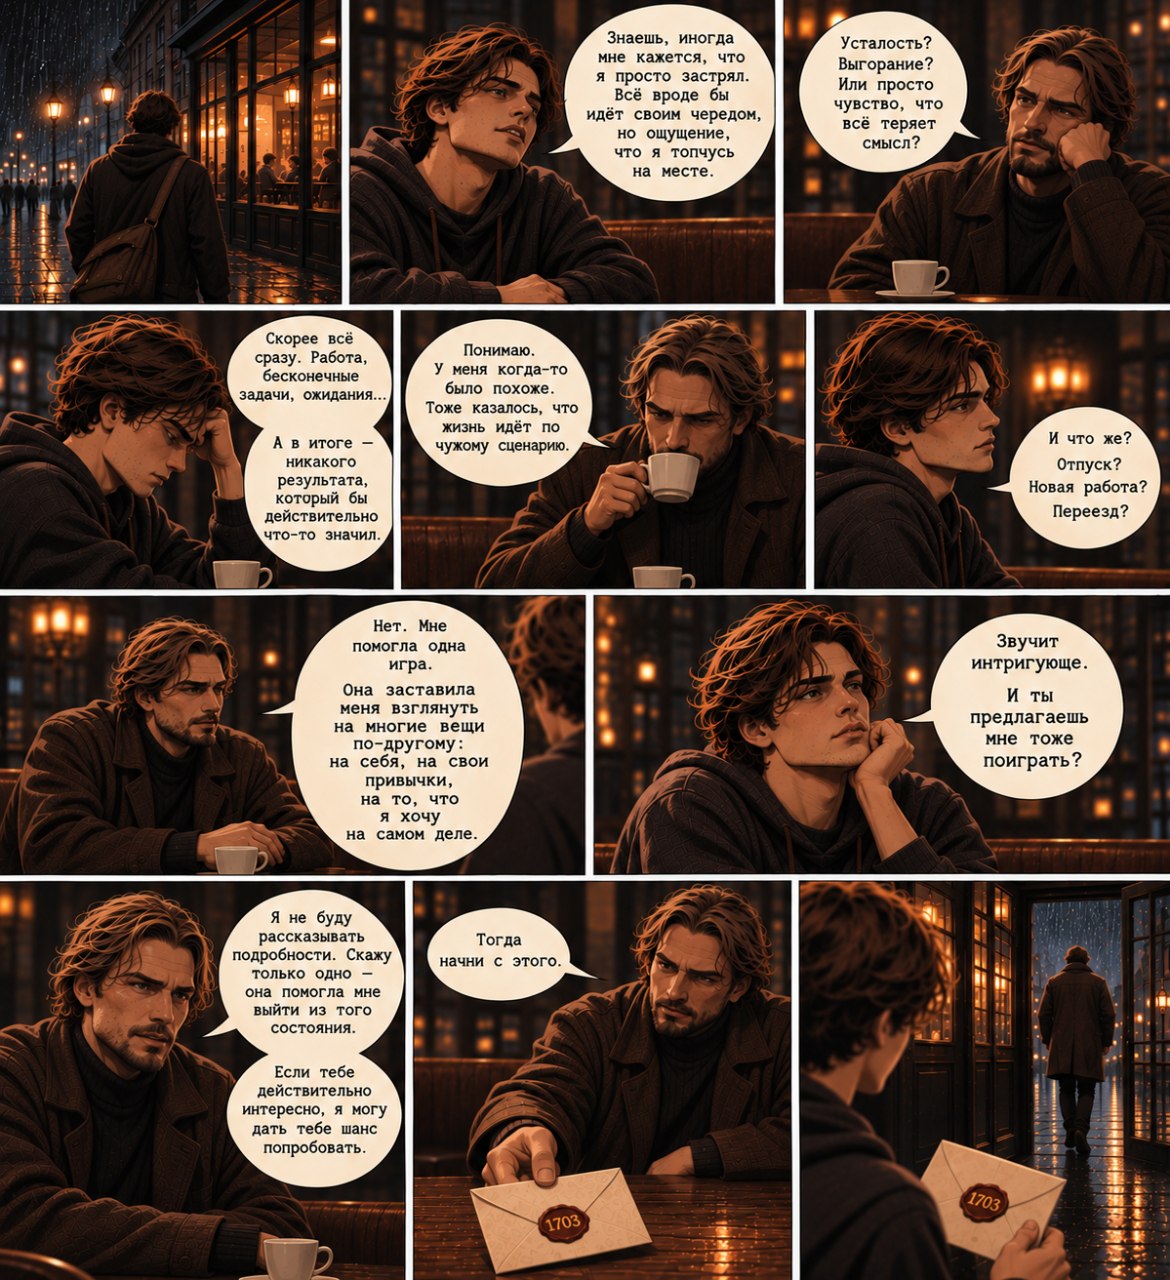 Знаешь, иногда
мне кажется, что
я просто застрял.
Всё вроде бы
идёт своим чередом,
но ощущение,
что я топчусь
на месте.
Усталость?
Выгорание?
Или просто
чувство, что
всё теряет
смысл?
Скорее всё
сразу. Работа,
бесконечные
задачи, ожидания...
А в итоге —
никакого
результата,
который бы
действительно
что-то значил.
Понимаю.
У меня когда-то
было похоже.
Тоже казалось, что
жизнь идёт по
чужому сценарию.
И что же?
Отпуск?
Новая работа?
Переезд?
Нет. Мне
помогла одна
игра.
Она заставила
меня взглянуть
на многие вещи
по-другому:
на себя, на свои
привычки,
на то, что
я хочу
на самом деле.
Звучит
интригующе.
И ты
предлагаешь
мне тоже
поиграть?
Я не буду
рассказывать
подробности. Скажу
только одно —
она помогла мне
выйти из того
состояния.
Если тебе
действительно
интересно, я могу
дать тебе шанс
попробовать.
Тогда
начни с этого.
1703
1703